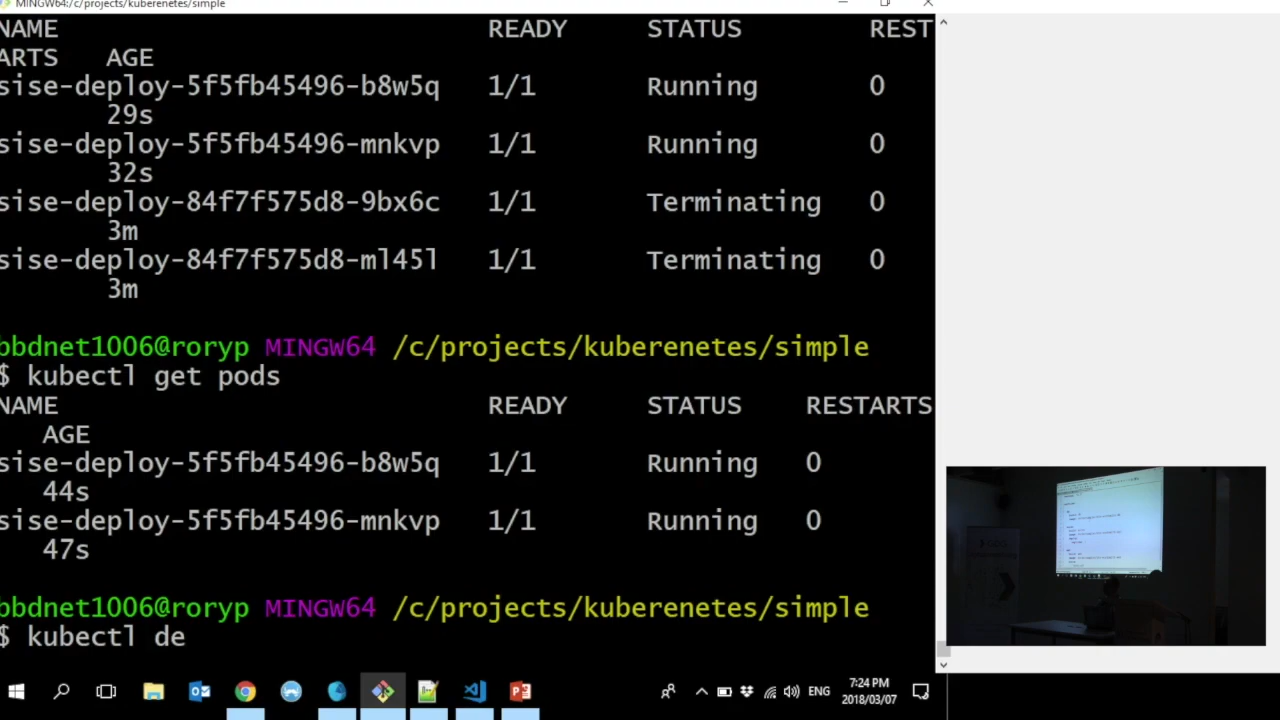 MINGW64:/c/projects/kuberenetes/simple
NAME READY STATUS REST
ARTS AGE
sise-deploy-5f5fb45496-b8w5q 1/1 Running 0
29s
sise-deploy-5f5fb45496-mnkvp 1/1 Running 0
32s
sise-deploy-84f7f575d8-9bx6c 1/1 Terminating 0
3m
sise-deploy-84f7f575d8-ml45l 1/1 Terminating 0
3m
bbdnet1006@roryp MINGW64 /c/projects/kuberenetes/simple
$ kubectl get pods
NAME READY STATUS RESTARTS
AGE
sise-deploy-5f5fb45496-b8w5q 1/1 Running 0
44s
sise-deploy-5f5fb45496-mnkvp 1/1 Running 0
47s
bbdnet1006@roryp MINGW64 /c/projects/kuberenetes/simple
$ kubectl de
ENG
7:24 PM
2018/03/07